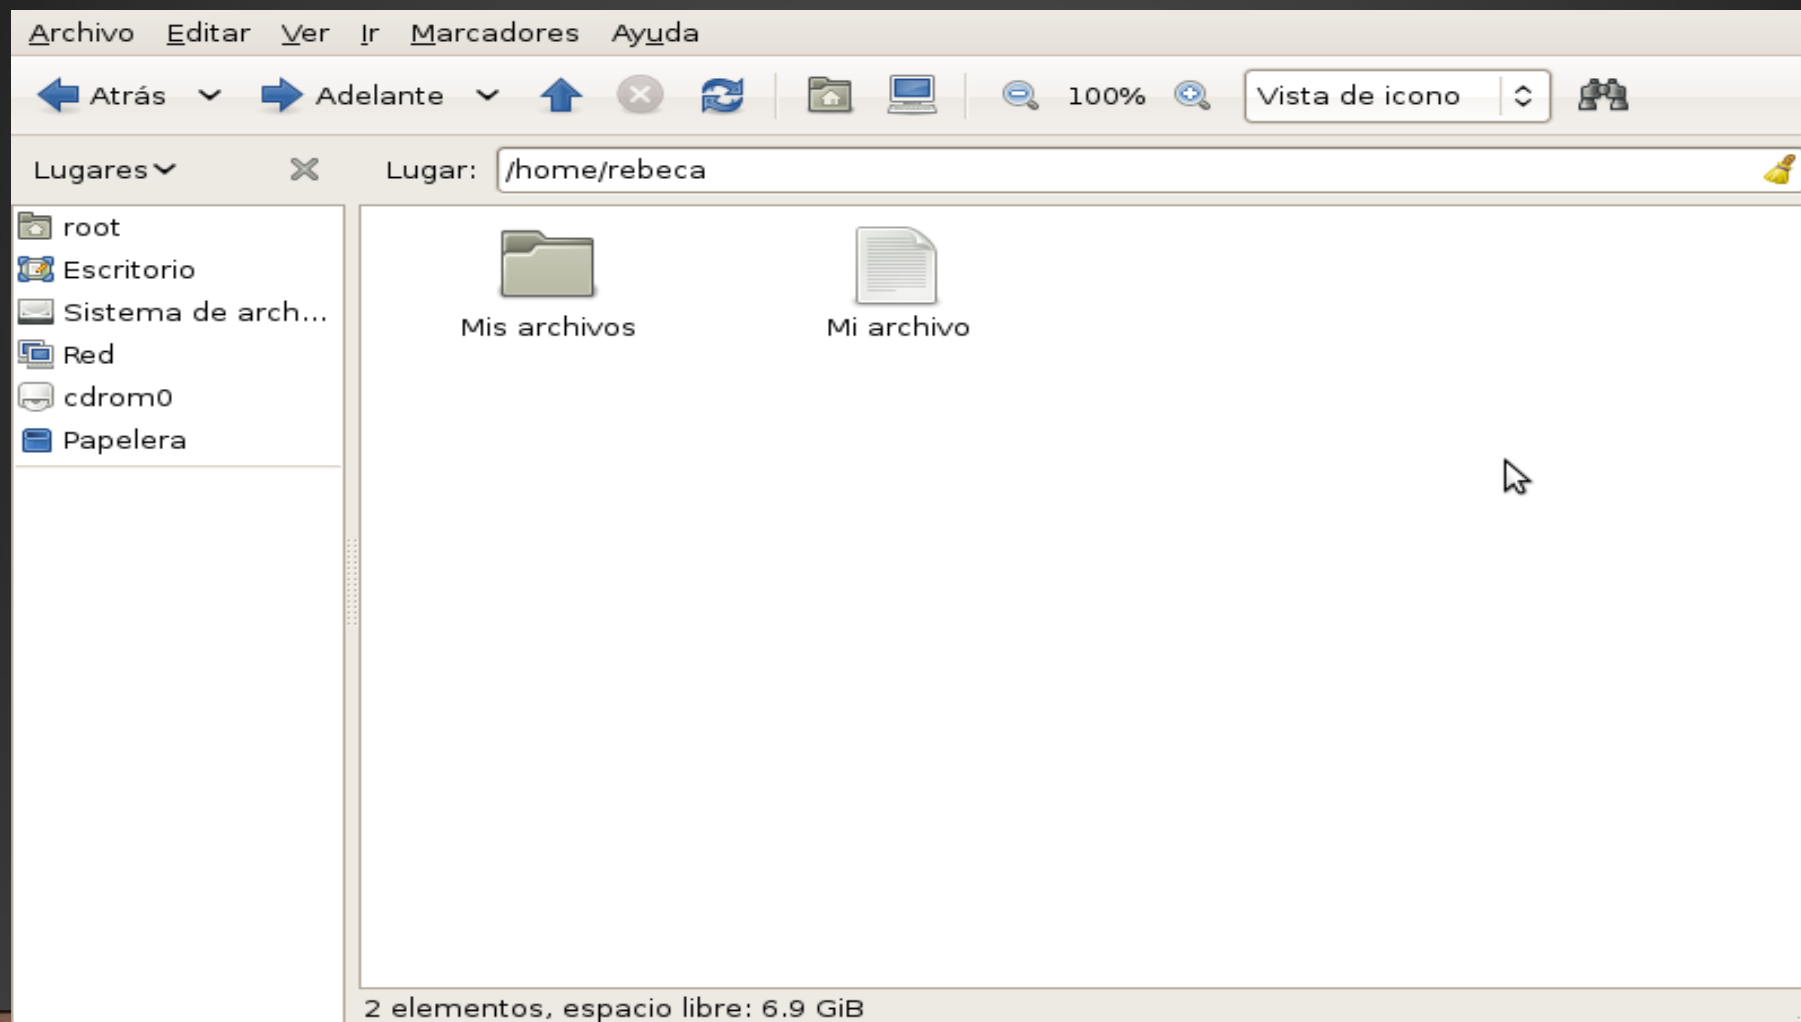 Archivo Editar Ver Ir Marcadores Ayuda
Atrás Adelante 100% Vista de icono
Lugares Lugar: /home/rebeca
root
Escritorio
Sistema de arch...
Red
cdrom0
Papelera
Mis archivos Mi archivo
2 elementos, espacio libre: 6.9 GiB